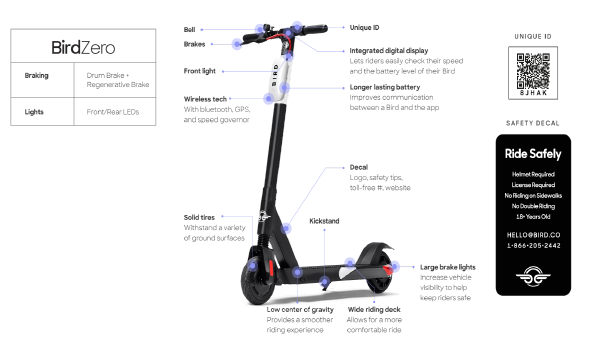 BirdZero
Braking
Drum Brake +
Regenerative Brake
Lights
Front/Rear LEDs
Bell
Brakes
Front light
Wireless tech
With bluetooth, GPS,
and speed governor
Solid tires
Withstand a variety
of ground surfaces
BIRD
Unique ID
Integrated digital display
Lets riders easily check their speed
and the battery level of their Bird
Longer lasting battery
Improves communication
between a Bird and the app
Decal
Logo, safety tips,
toll-free #, website
Kickstand
Large brake lights
Increase vehicle
visibility to help
keep riders safe
Low center of gravity
Provides a smoother
riding experience
Wide riding deck
Allows for a more
comfortable ride
UNIQUE ID
8JHAK
SAFETY DECAL
Ride Safely
Helmet Required
License Required
No Riding on Sidewalks
No Double Riding
18+ Years Old
HELLO@BIRD.CO
1-866-205-2442